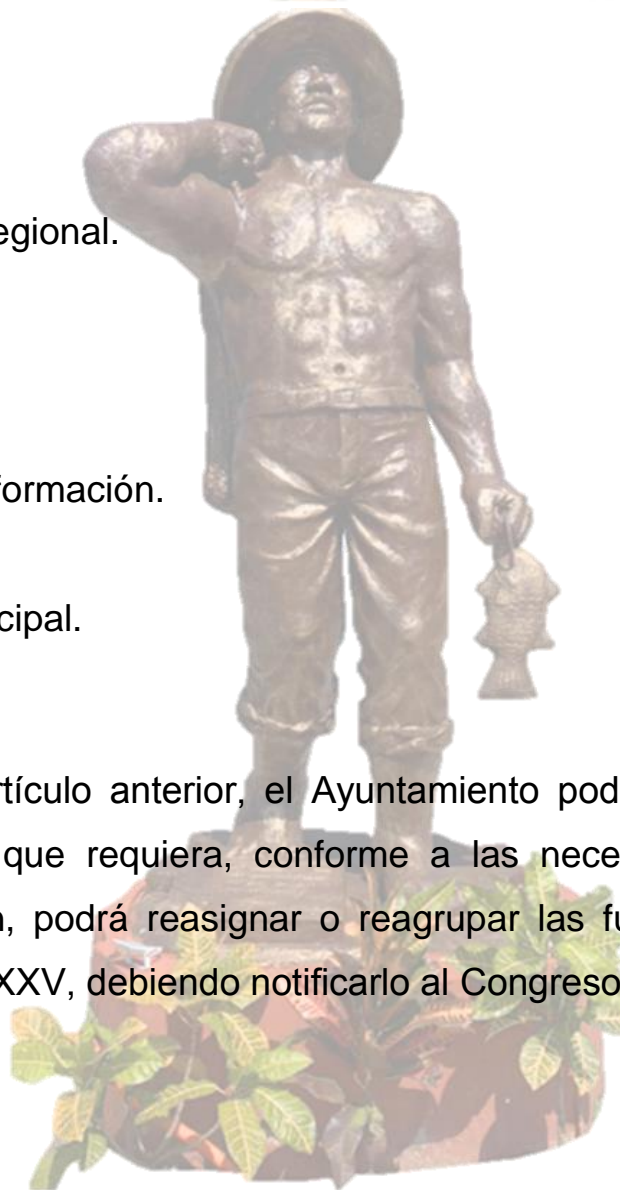 egional.
formación.
cipal.
rtículo anterior, el Ayuntamiento pod
que requiera, conforme a las nece
n, podrá reasignar o reagrupar las fu
XXV, debiendo notificarlo al Congreso